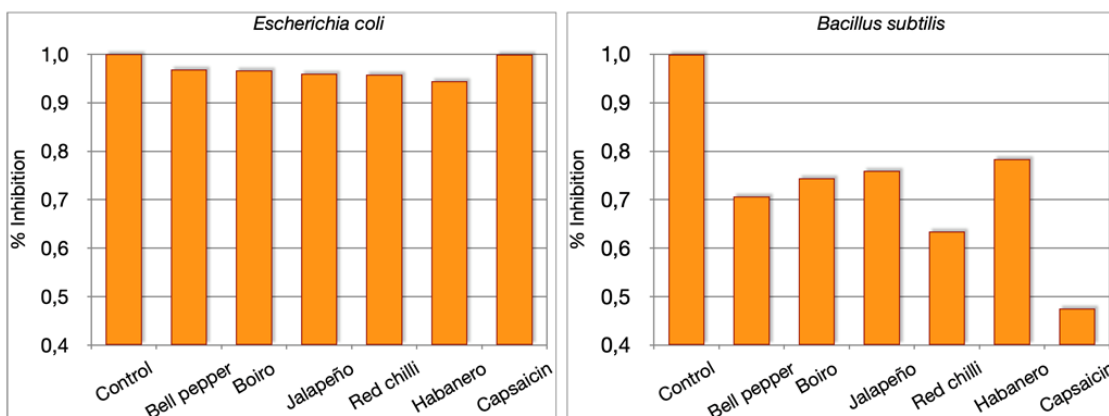 Escherichia coli
% Inhibition
1,0
0,9
0,8
0,7
0,6
0,5
0,4
Control
Bell pepper
Boiro
Jalapeño
Red chilli
Habanero
Capsaicin
Bacillus subtilis
% Inhibition
1,0
0,9
0,8
0,7
0,6
0,5
0,4
Control
Bell pepper
Boiro
Jalapeño
Red chilli
Habanero
Capsaicin